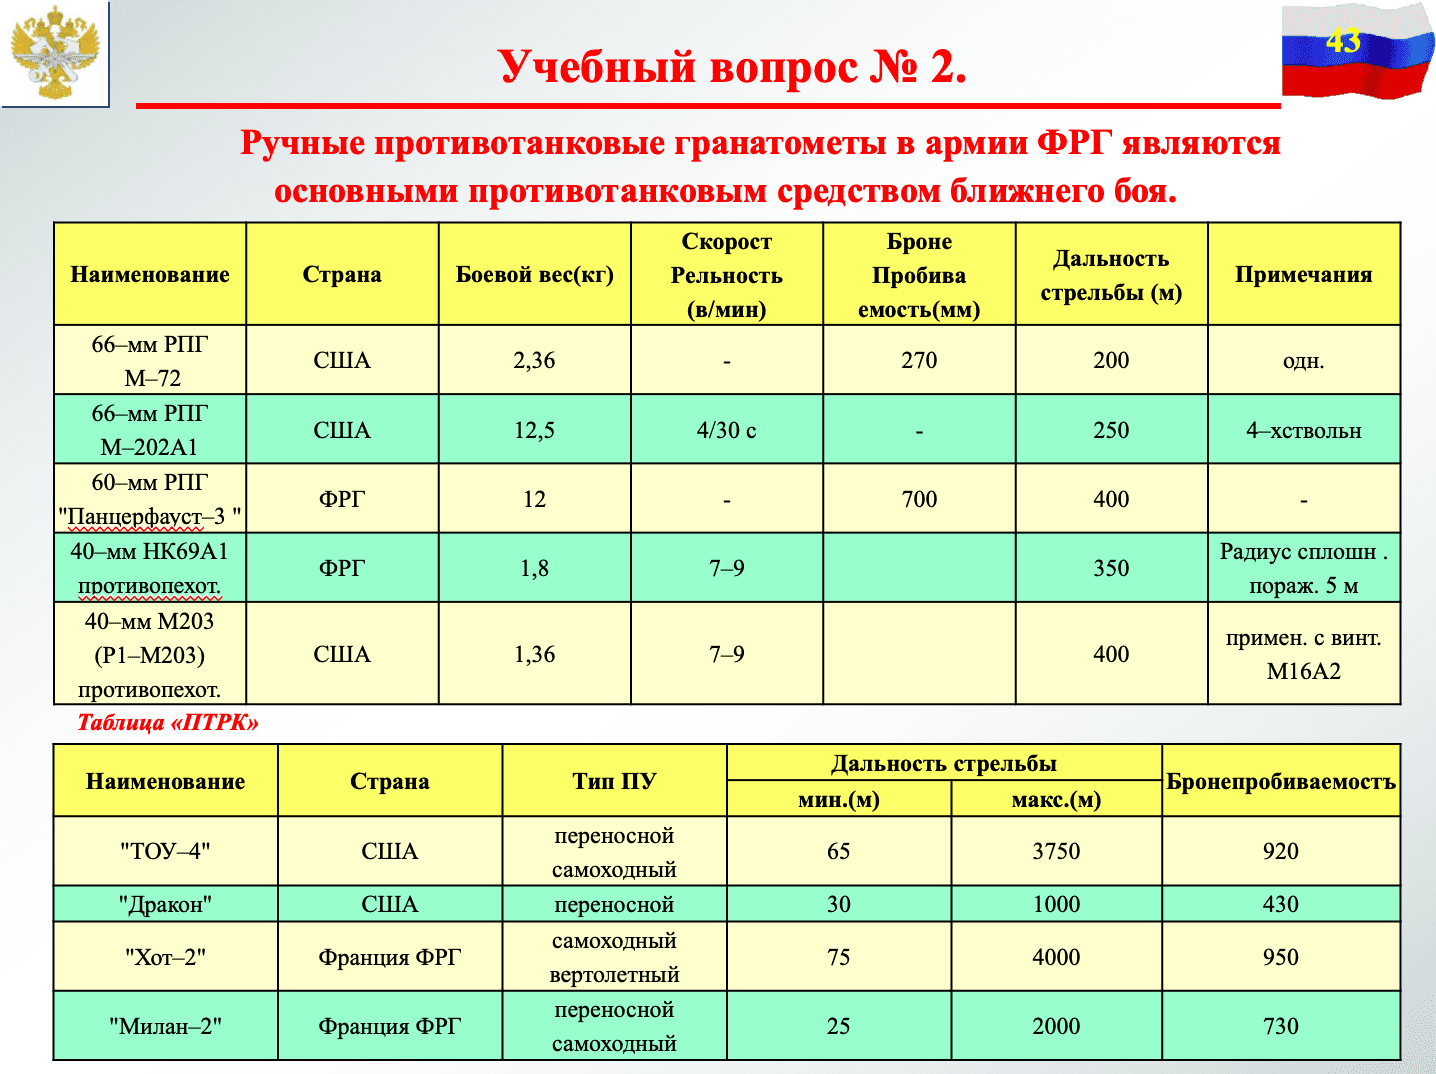 43
Учебный вопрос № 2.
Ручные противотанковые гранатометы в армии ФРГ являются
основными противотанковым средством ближнего боя.
Наименование Страна Боевой вес(кг) Скорост Рельность (в/мин) Броне Пробива емость(мм) Дальность стрельбы (м) Примечания
66–мм РПГ
М–72
США 2,36 - 270 200 одн.
66–мм РПГ
М–202А1
США 12,5 4/30 с - 250 4–хствольн
60–мм РПГ
"Панцерфауст–3 "
ФРГ 12 - 700 400 -
40–мм НК69А1
противопехот.
ФРГ 1,8 7–9 350
Радиус сплошн .
пораж. 5 м
40–мм М203
(Р1–М203)
противопехот.
США 1,36 7–9 400
примен. с винт.
М16А2
Таблица «ПТРК»
Наименование Страна Тип ПУ Дальность стрельбы Бронепробиваемостъ
мин.(м) макс.(м)
"ТОУ–4" США
переносной
самоходный
65 3750 920
"Дракон" США переносной 30 1000 430
"Хот–2" Франция ФРГ
самоходный
вертолетный
75 4000 950
"Милан–2" Франция ФРГ
переносной
самоходный
25 2000 730